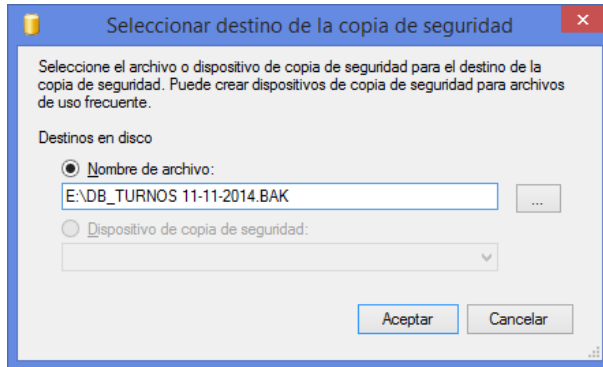 Seleccionar destino de la copia de seguridad
Seleccione el archivo o dispositivo de copia de seguridad para el destino de la
copia de seguridad. Puede crear dispositivos de copia de seguridad para archivos
de uso frecuente.
Destinos en disco
Nombre de archivo:
E:\DB_TURNOS 11-11-2014.BAK
...
Dispositivo de copia de seguridad:
Aceptar Cancelar